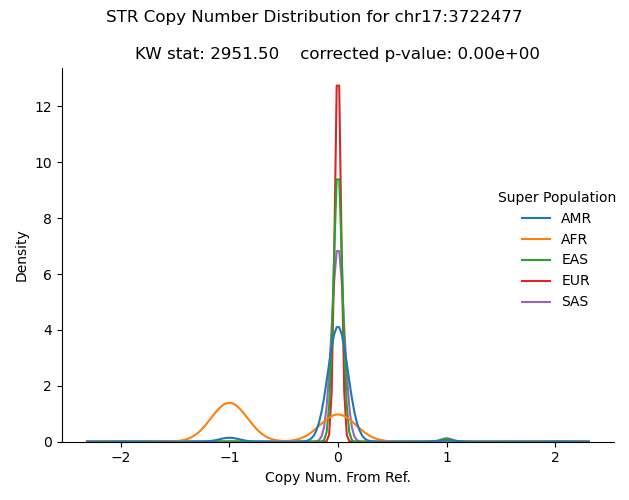 STR Copy Number Distribution for chr17:3722477
KW stat: 2951.50    corrected p-value: 0.00e+00
Density
12
10
8
6
4
2
0
−2
−1
0
1
2
Copy Num. From Ref.
Super Population
AMR
AFR
EAS
EUR
SAS